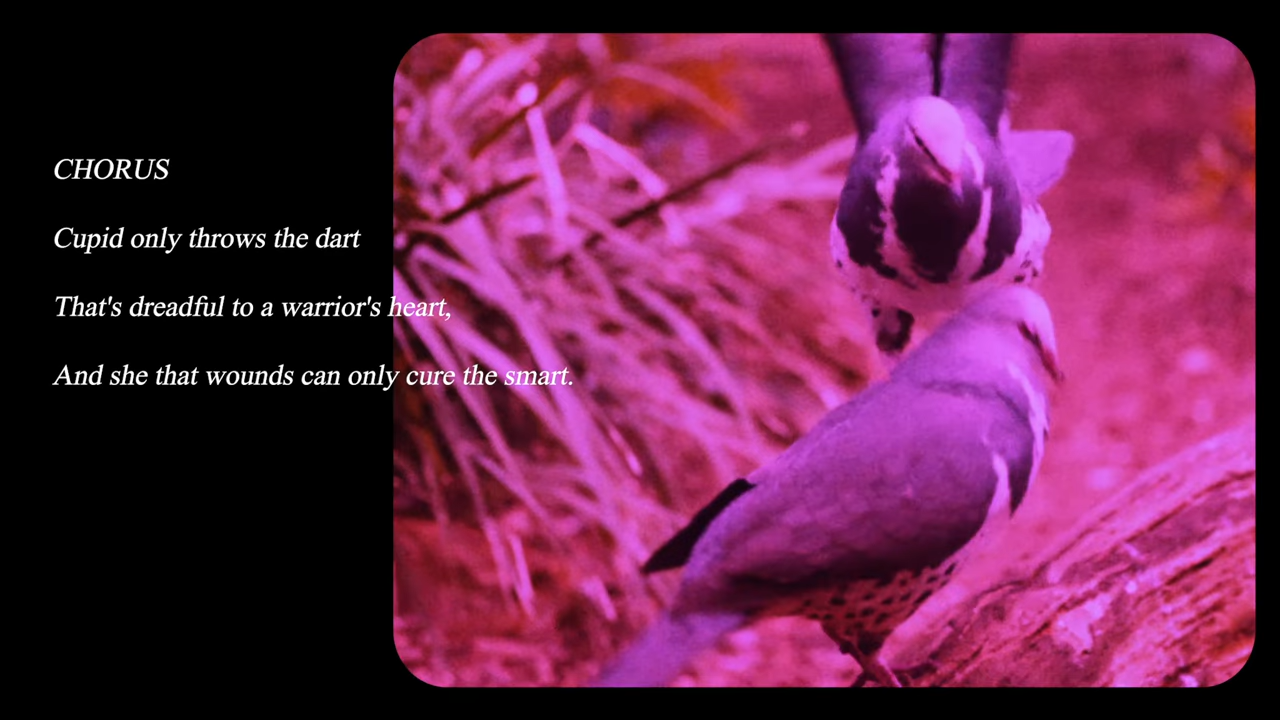 CHORUS
Cupid only throws the dart
That's dreadful to a warrior's heart,
And she that wounds can only cure the smart.